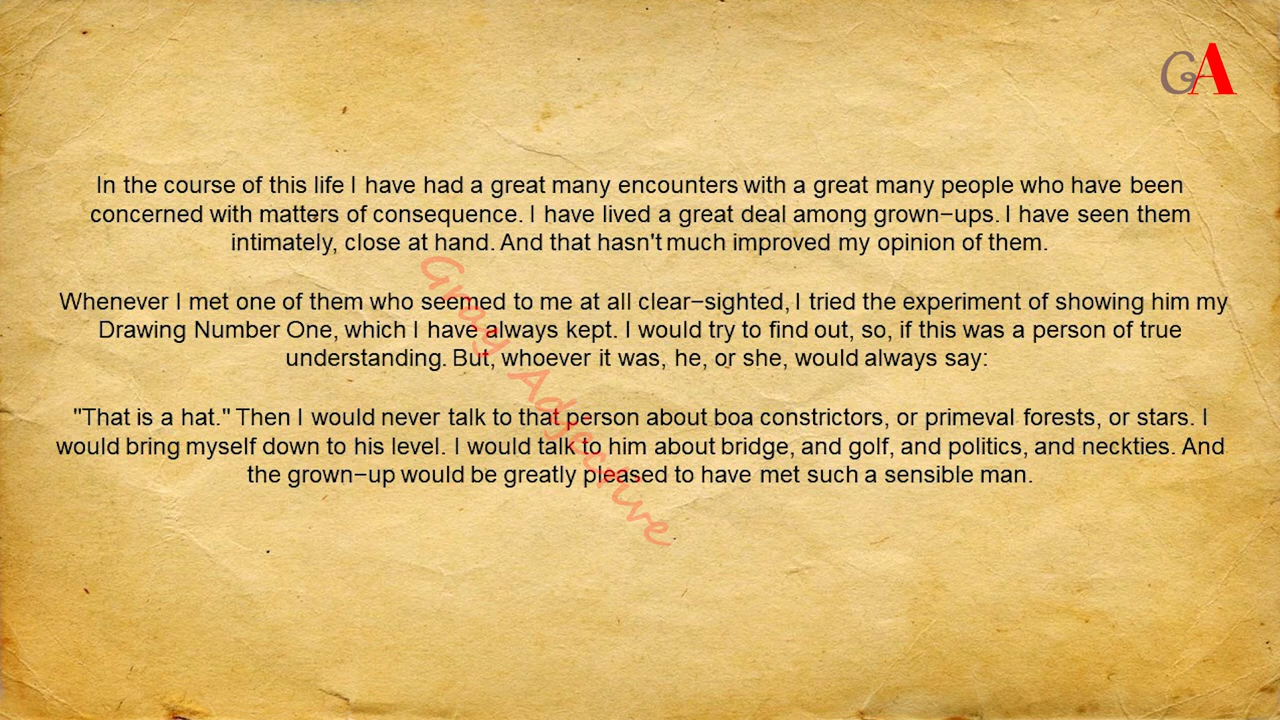 GA
In the course of this life I have had a great many encounters with a great many people who have been
concerned with matters of consequence. I have lived a great deal among grown−ups. I have seen them
intimately, close at hand. And that hasn't much improved my opinion of them.
Whenever I met one of them who seemed to me at all clear−sighted, I tried the experiment of showing him my
Drawing Number One, which I have always kept. I would try to find out, so, if this was a person of true
understanding. But, whoever it was, he, or she, would always say:
"That is a hat." Then I would never talk to that person about boa constrictors, or primeval forests, or stars. I
would bring myself down to his level. I would talk to him about bridge, and golf, and politics, and neckties. And
the grown−up would be greatly pleased to have met such a sensible man.
Gray Adjective